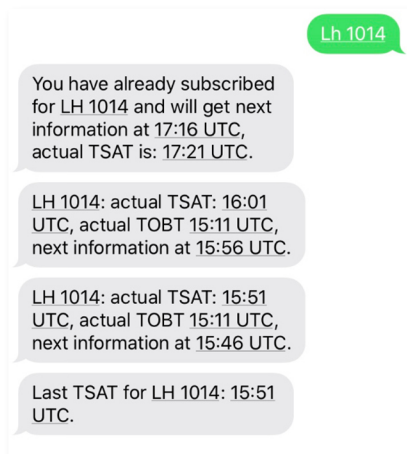 Lh 1014
You have already subscribed
for LH 1014 and will get next
information at 17:16 UTC,
actual TSAT is: 17:21 UTC.
LH 1014: actual TSAT: 16:01
UTC, actual TOBT 15:11 UTC,
next information at 15:56 UTC.
LH 1014: actual TSAT: 15:51
UTC, actual TOBT 15:11 UTC,
next information at 15:46 UTC.
Last TSAT for LH 1014: 15:51
UTC.